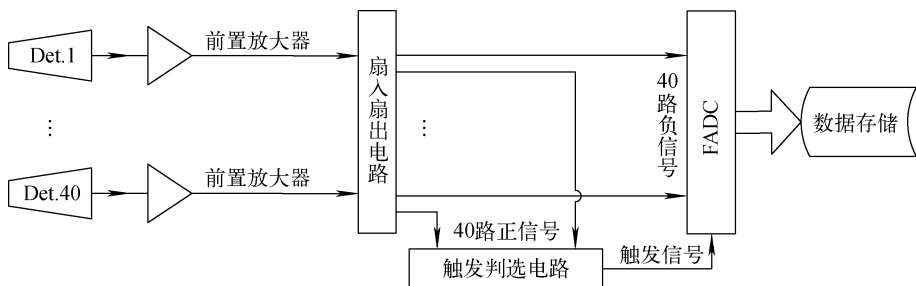 Det.1
前置放大器
⋮
Det.40
前置放大器
扇入扇出电路
⋮
40路正信号
触发判选电路
触发信号
40路负信号
FADC
数据存储